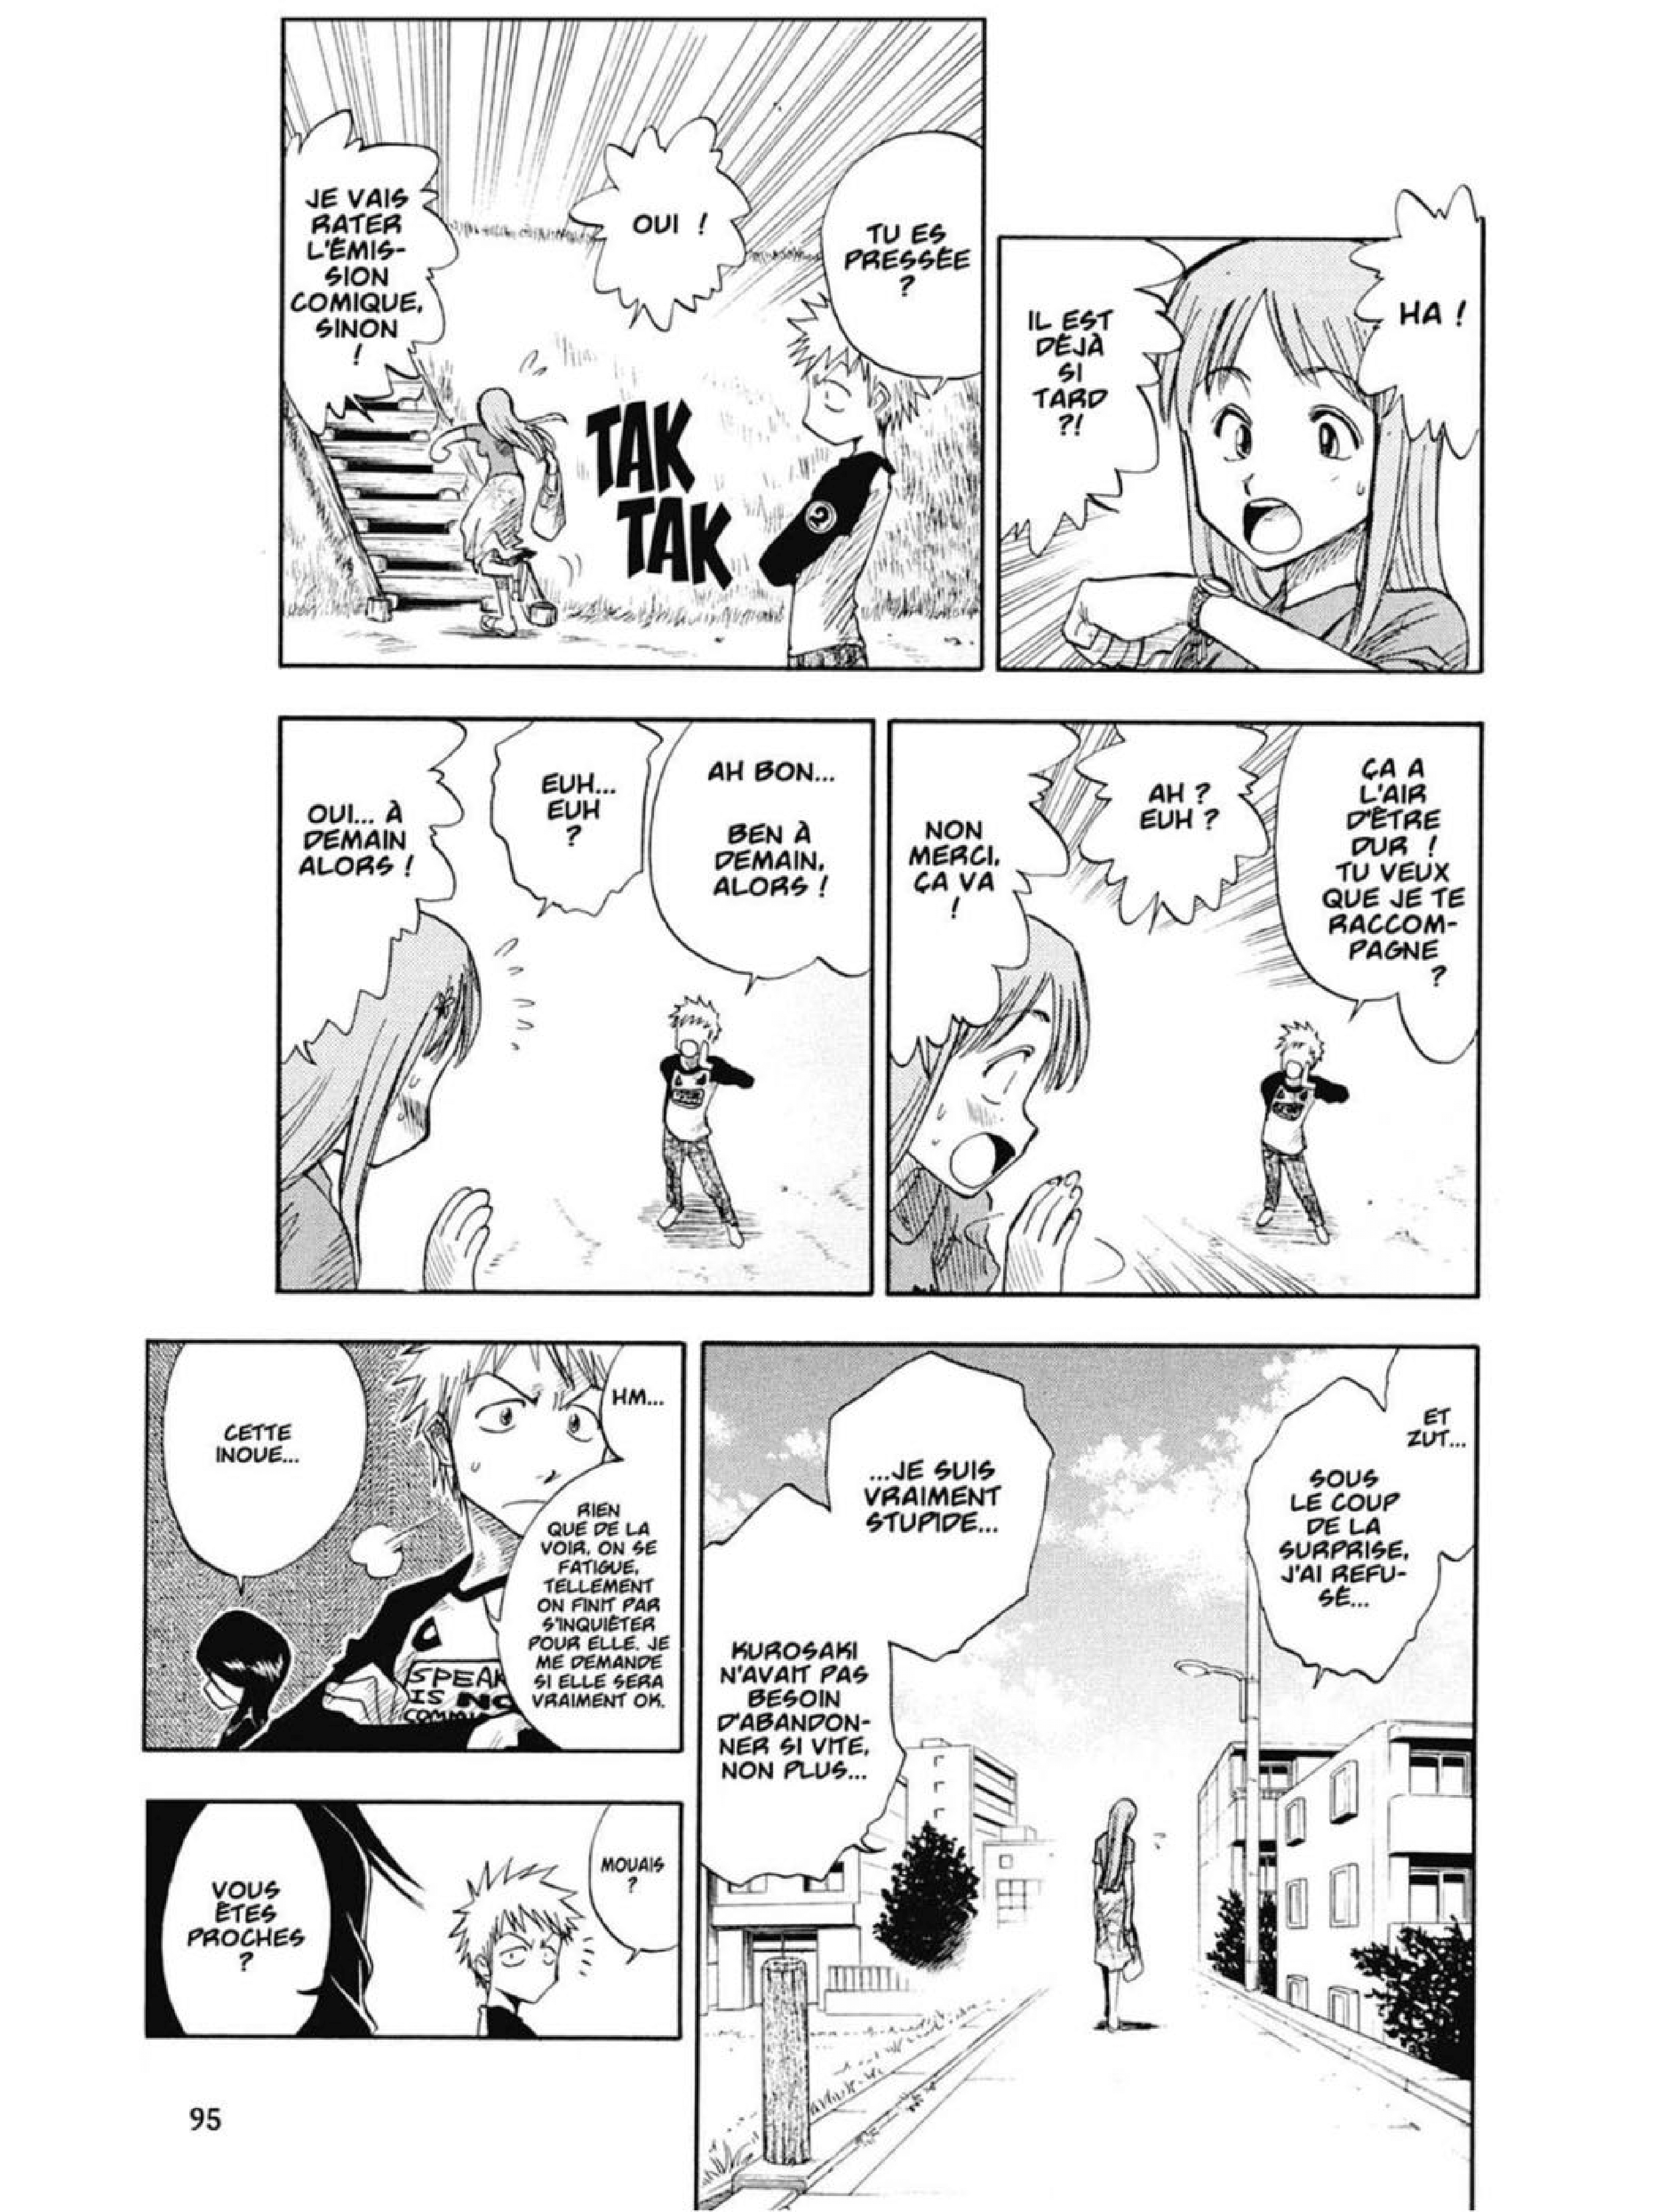 HA !
IL EST
DÉJÀ
SI
TARD
?!
TU ES
PRESSÉE
?
OUI !
JE VAIS
RATER
L'ÉMIS-
SION
COMIQUE,
SINON
!
TAK
TAK
2
ÇA A
L'AIR
D'ÊTRE
DUR !
TU VEUX
QUE JE TE
RACCOM-
PAGNE
?
AH ?
EUH ?
NON
MERCI,
ÇA VA
!
AH BON...
BEN À
DEMAIN,
ALORS !
EUH...
EUH
?
OUI... À
DEMAIN
ALORS !
ET
ZUT...
SOUS
LE COUP
DE LA
SURPRISE,
J'AI REFU-
SÉ...
...JE SUIS
VRAIMENT
STUPIDE...
KUROSAKI
N'AVAIT PAS
BESOIN
D'ABANDON-
NER SI VITE,
NON PLUS...
HM...
RIEN
QUE DE LA
VOIR, ON SE
FATIGUE,
TELLEMENT
ON FINIT PAR
S'INQUIÉTER
POUR ELLE. JE
ME DEMANDE
SI ELLE SERA
VRAIMENT OK.
SPEAK
IS NO
COMMU
CETTE
INOUE...
MOUAIS
?
VOUS
ÊTES
PROCHES
?
95